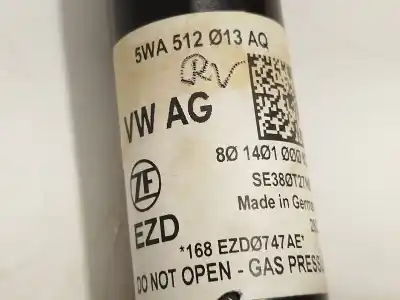 5WA 512 Ø13 AQ
RV
VW AG
8Ø 14Ø1 ØØØ
ZF
SE38ØT27
Made in Germ
EZD
*168 EZDØ747AE*
DO NOT OPEN - GAS PRESS